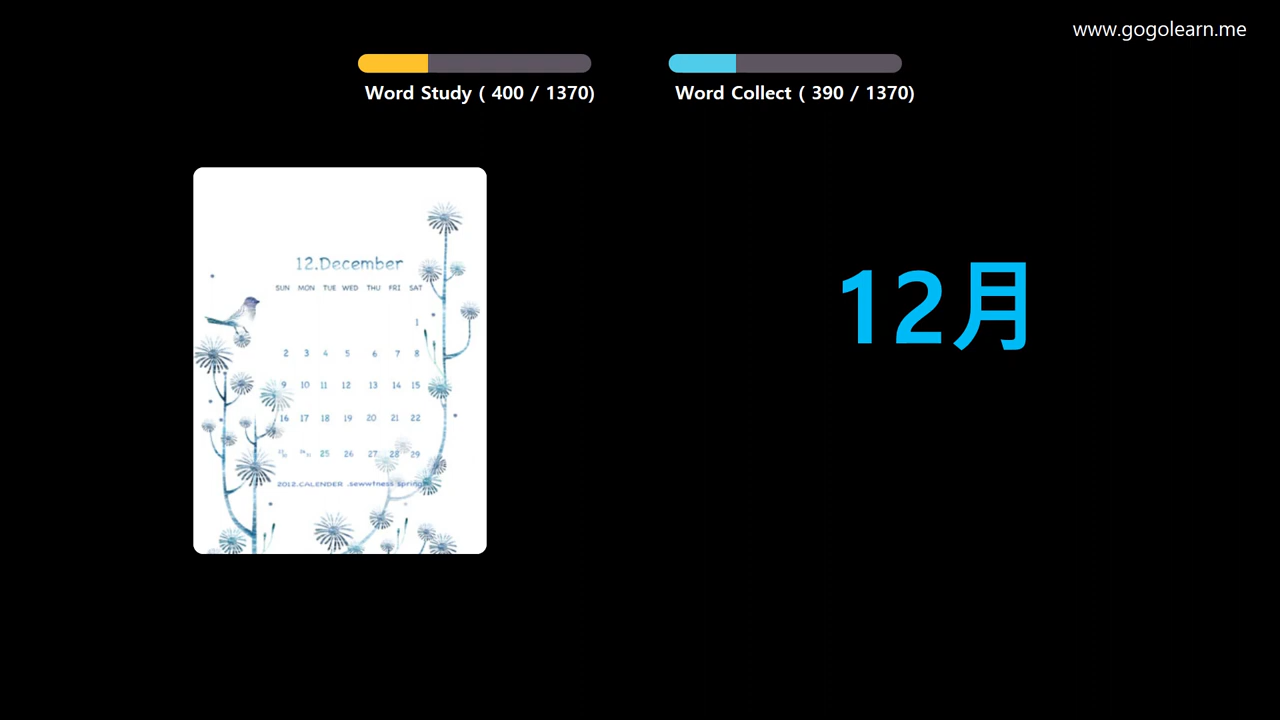 www.gogolearn.me
Word Study ( 400 / 1370)
Word Collect ( 390 / 1370)
12.December
SUN MON TUE WED THU FRI SAT
1
2 3 4 5 6 7 8
9 10 11 12 13 14 15
16 17 18 19 20 21 22
25 26 27 28 29
2012.CALENDER
12月